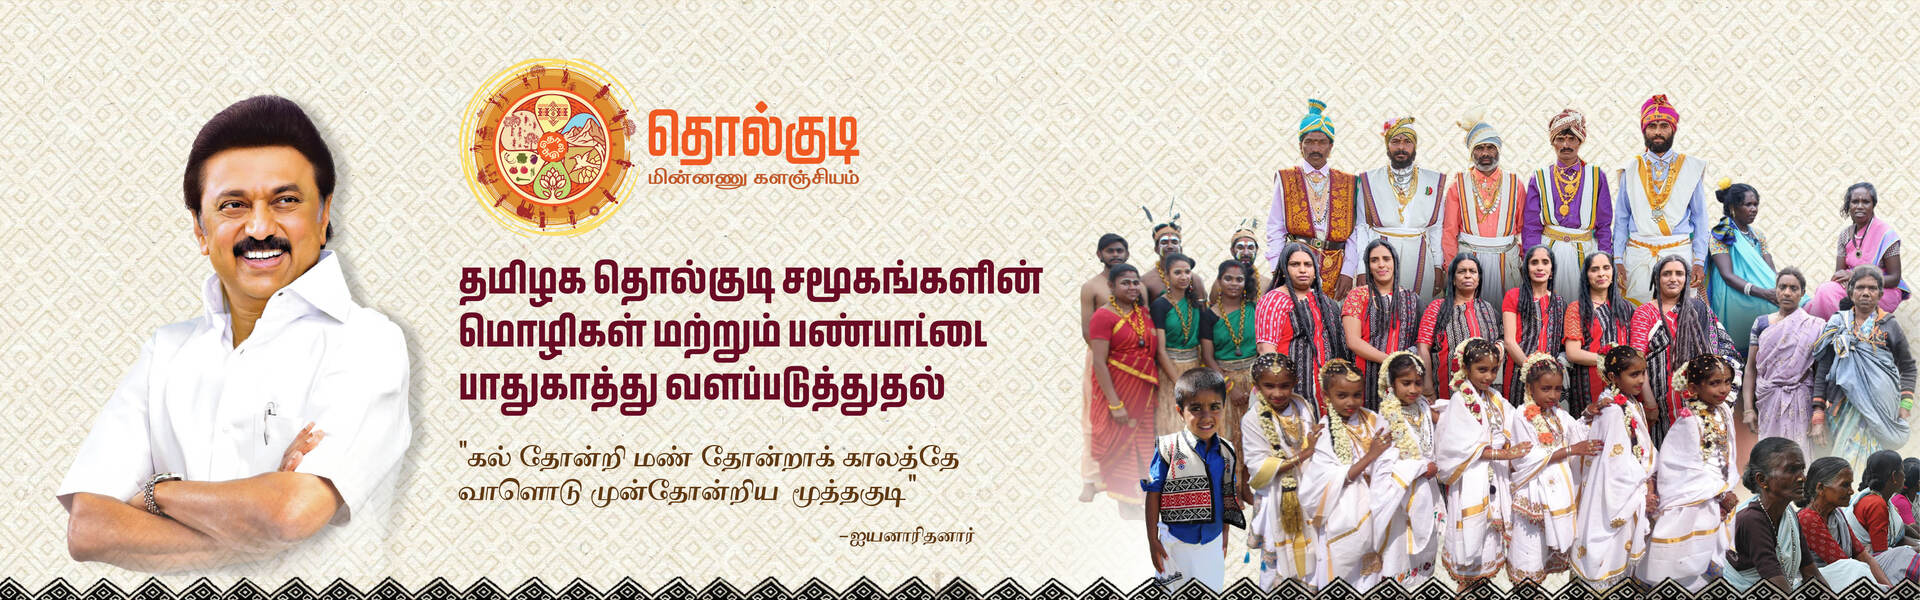 தொல்குடி
மின்னணு களஞ்சியம்
தமிழக தொல்குடி சமூகங்களின்
மொழிகள் மற்றும் பண்பாட்டை
பாதுகாத்து வளப்படுத்துதல்
"கல் தோன்றி மண் தோன்றாக் காலத்தே
வாளொடு முன்தோன்றிய மூத்தகுடி"
-ஐயனாரிதனார்